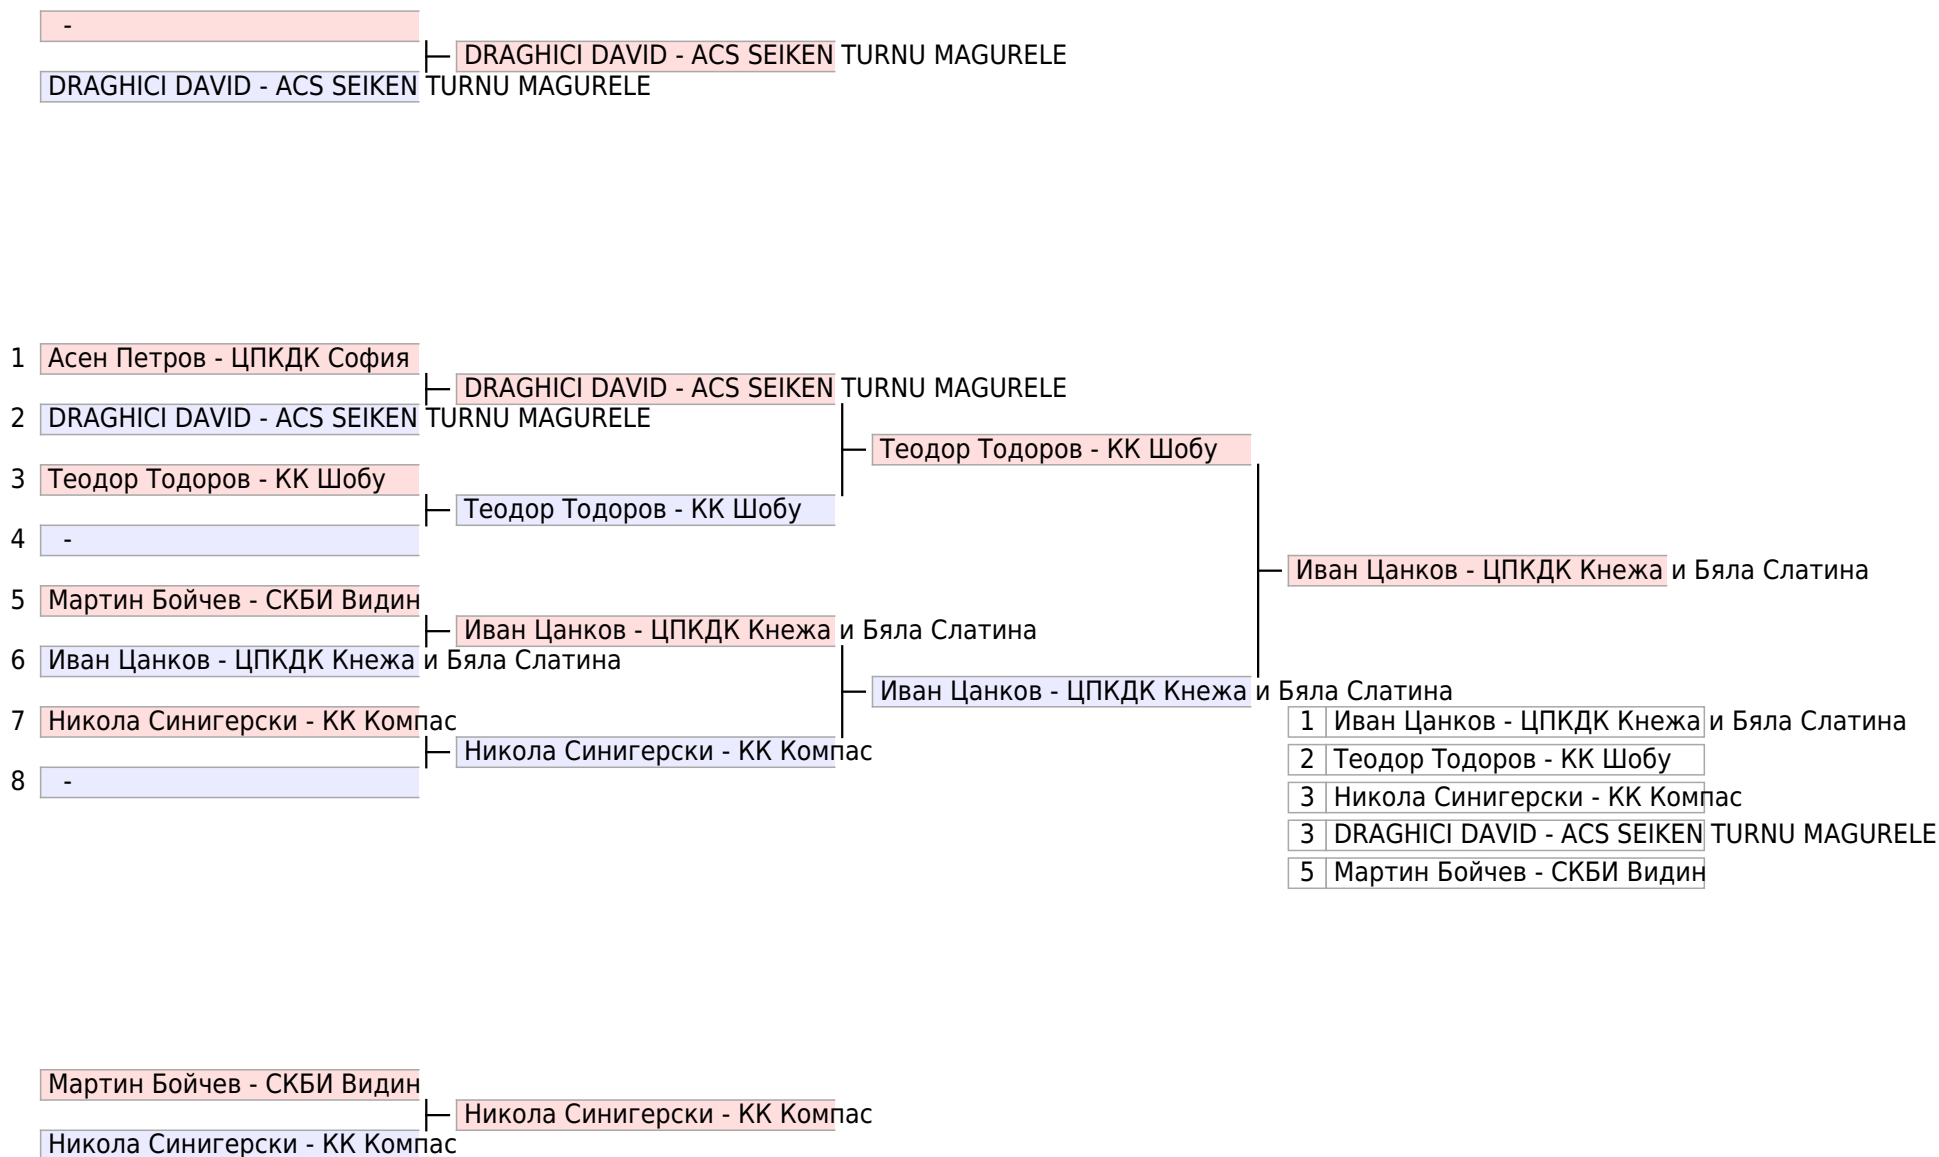 -
DRAGHICI DAVID - ACS SEIKEN TURNU MAGURELE
DRAGHICI DAVID - ACS SEIKEN TURNU MAGURELE
1 Асен Петров - ЦПКДК София
DRAGHICI DAVID - ACS SEIKEN TURNU MAGURELE
2 DRAGHICI DAVID - ACS SEIKEN TURNU MAGURELE
Теодор Тодоров - КК Шобу
3 Теодор Тодоров - КК Шобу
Теодор Тодоров - КК Шобу
4 -
Иван Цанков - ЦПКДК Кнежа и Бяла Слатина
5 Мартин Бойчев - СКБИ Видин
Иван Цанков - ЦПКДК Кнежа и Бяла Слатина
6 Иван Цанков - ЦПКДК Кнежа и Бяла Слатина
Иван Цанков - ЦПКДК Кнежа и Бяла Слатина
7 Никола Синигерски - КК Компас
Никола Синигерски - КК Компас
8 -
1 Иван Цанков - ЦПКДК Кнежа и Бяла Слатина
2 Теодор Тодоров - КК Шобу
3 Никола Синигерски - КК Компас
3 DRAGHICI DAVID - ACS SEIKEN TURNU MAGURELE
5 Мартин Бойчев - СКБИ Видин
Мартин Бойчев - СКБИ Видин
Никола Синигерски - КК Компас
Никола Синигерски - КК Компас